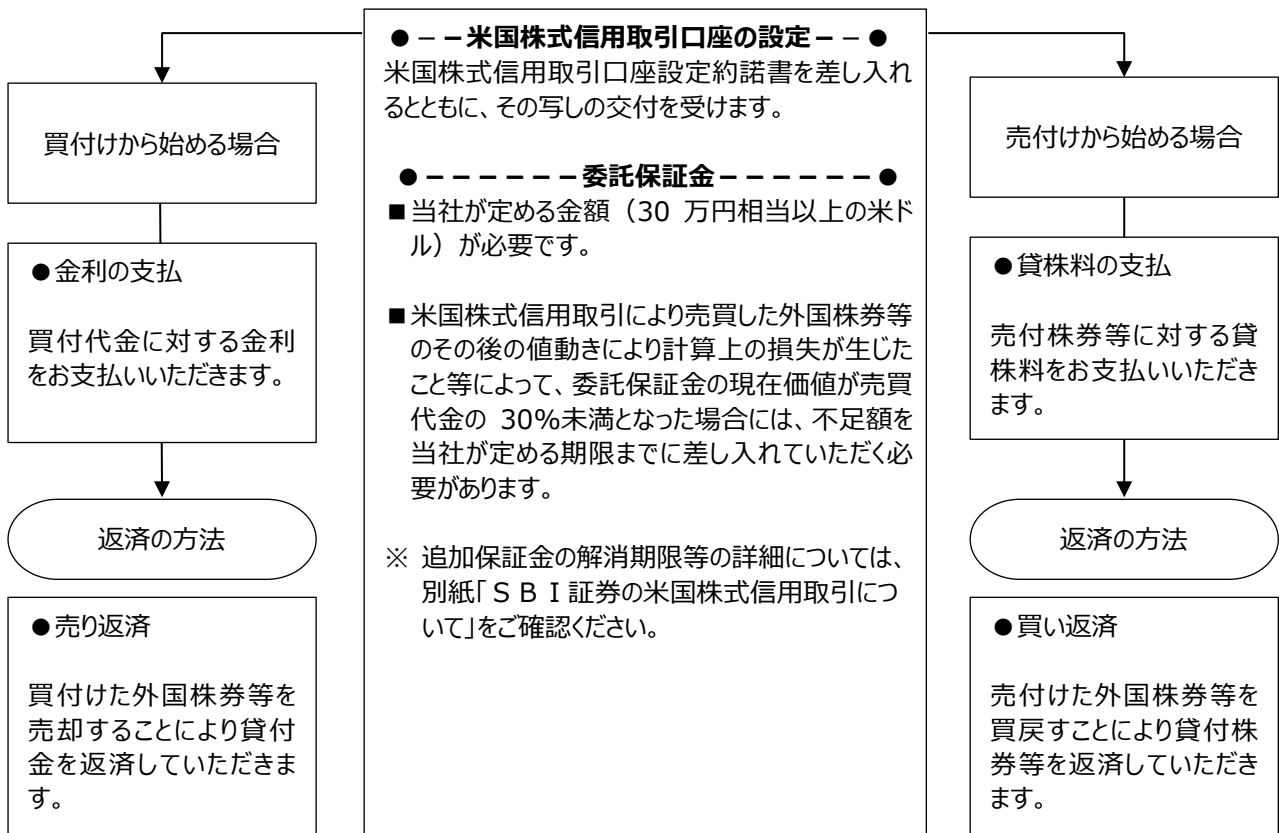 ●－－米国株式信用取引口座の設定－－●
米国株式信用取引口座設定約諾書を差し入れ
るとともに、その写しの交付を受けます。
●－－－－－－委託保証金－－－－－－●
■当社が定める金額（30 万円相当以上の米ド
ル）が必要です。
■米国株式信用取引により売買した外国株券等
のその後の値動きにより計算上の損失が生じた
こと等によって、委託保証金の現在価値が売買
代金の 30％未満となった場合には、不足額を
当社が定める期限までに差し入れていただく必
要があります。
※ 追加保証金の解消期限等の詳細については、
別紙「ＳＢＩ証券の米国株式信用取引につ
いて」をご確認ください。
買付けから始める場合
●金利の支払
買付代金に対する金利
をお支払いいただきます。
返済の方法
●売り返済
買付けた外国株券等を
売却することにより貸付
金を返済していただきま
す。
売付けから始める場合
●貸株料の支払
売付株券等に対する貸
株料をお支払いいただき
ます。
返済の方法
●買い返済
売付けた外国株券等を
買戻すことにより貸付株
券等を返済していただき
ます。